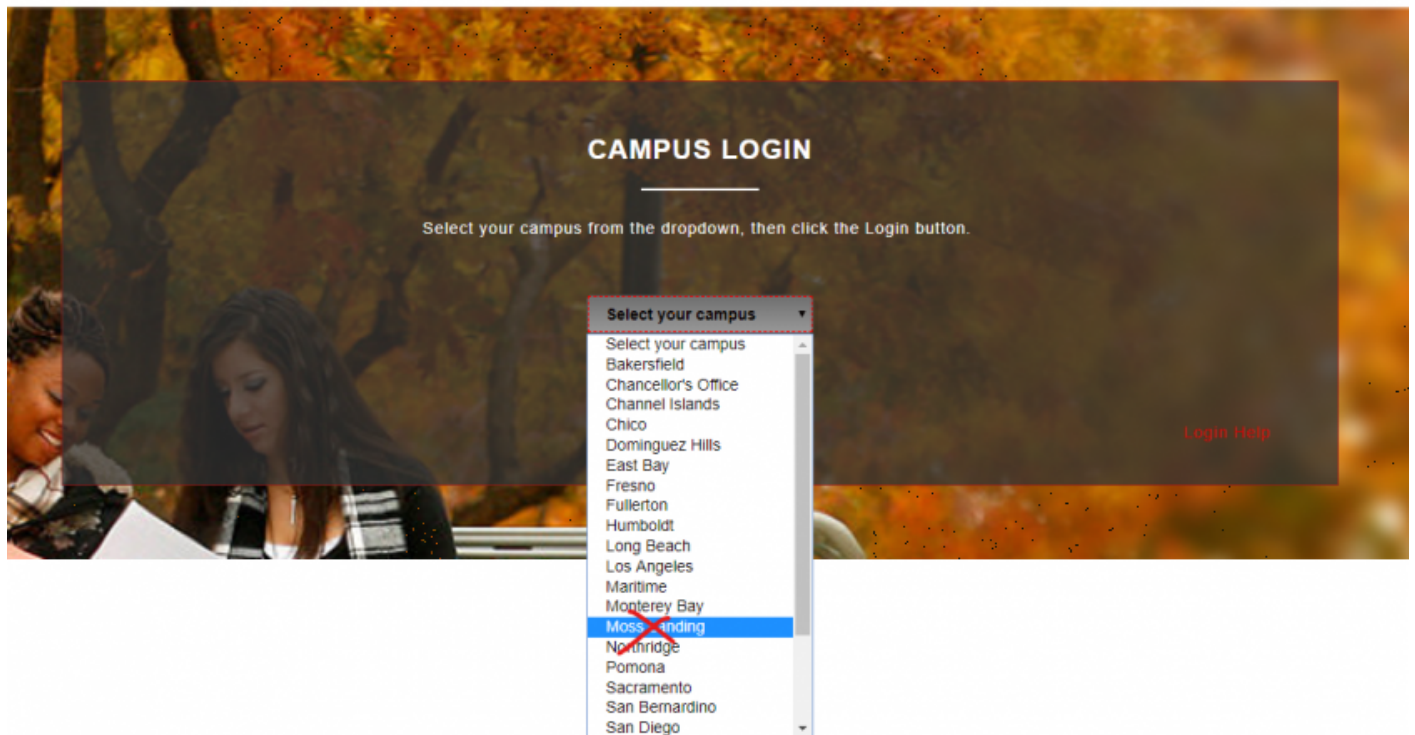 CAMPUS LOGIN
Select your campus from the dropdown, then click the Login button.
Select your campus
Select your campus
Bakersfield
Chancellor's Office
Channel Islands
Chico
Dominguez Hills
Login Help
East Bay
Fresno
Fullerton
Humboldt
Long Beach
Los Angeles
Maritime
Monterey Bay
Moss Landing
Northridge
Pomona
Sacramento
San Bernardino
San Diego